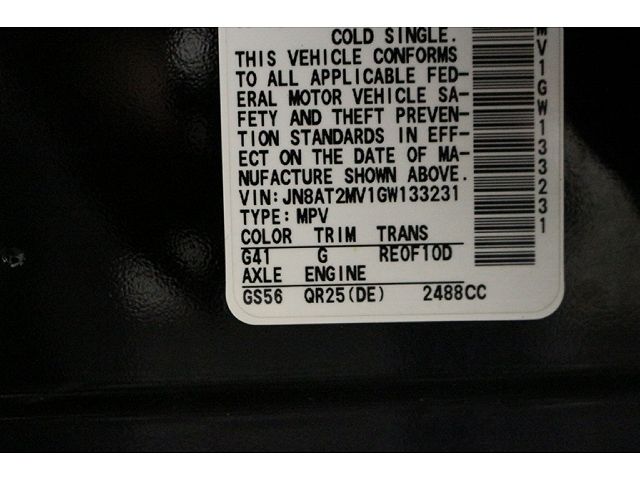 COLD SINGLE.
THIS VEHICLE CONFORMS
TO ALL APPLICABLE FED-
ERAL MOTOR VEHICLE SA-
FETY AND THEFT PREVEN-
TION STANDARDS IN EFF-
ECT ON THE DATE OF MA-
NUFACTURE SHOWN ABOVE.
VIN:JN8AT2MV1GW133231
TYPE:MPV
COLOR TRIM TRANS
G41 G RE0F10D
AXLE ENGINE
GS56 QR25(DE) 2488CC
MV1GW133231